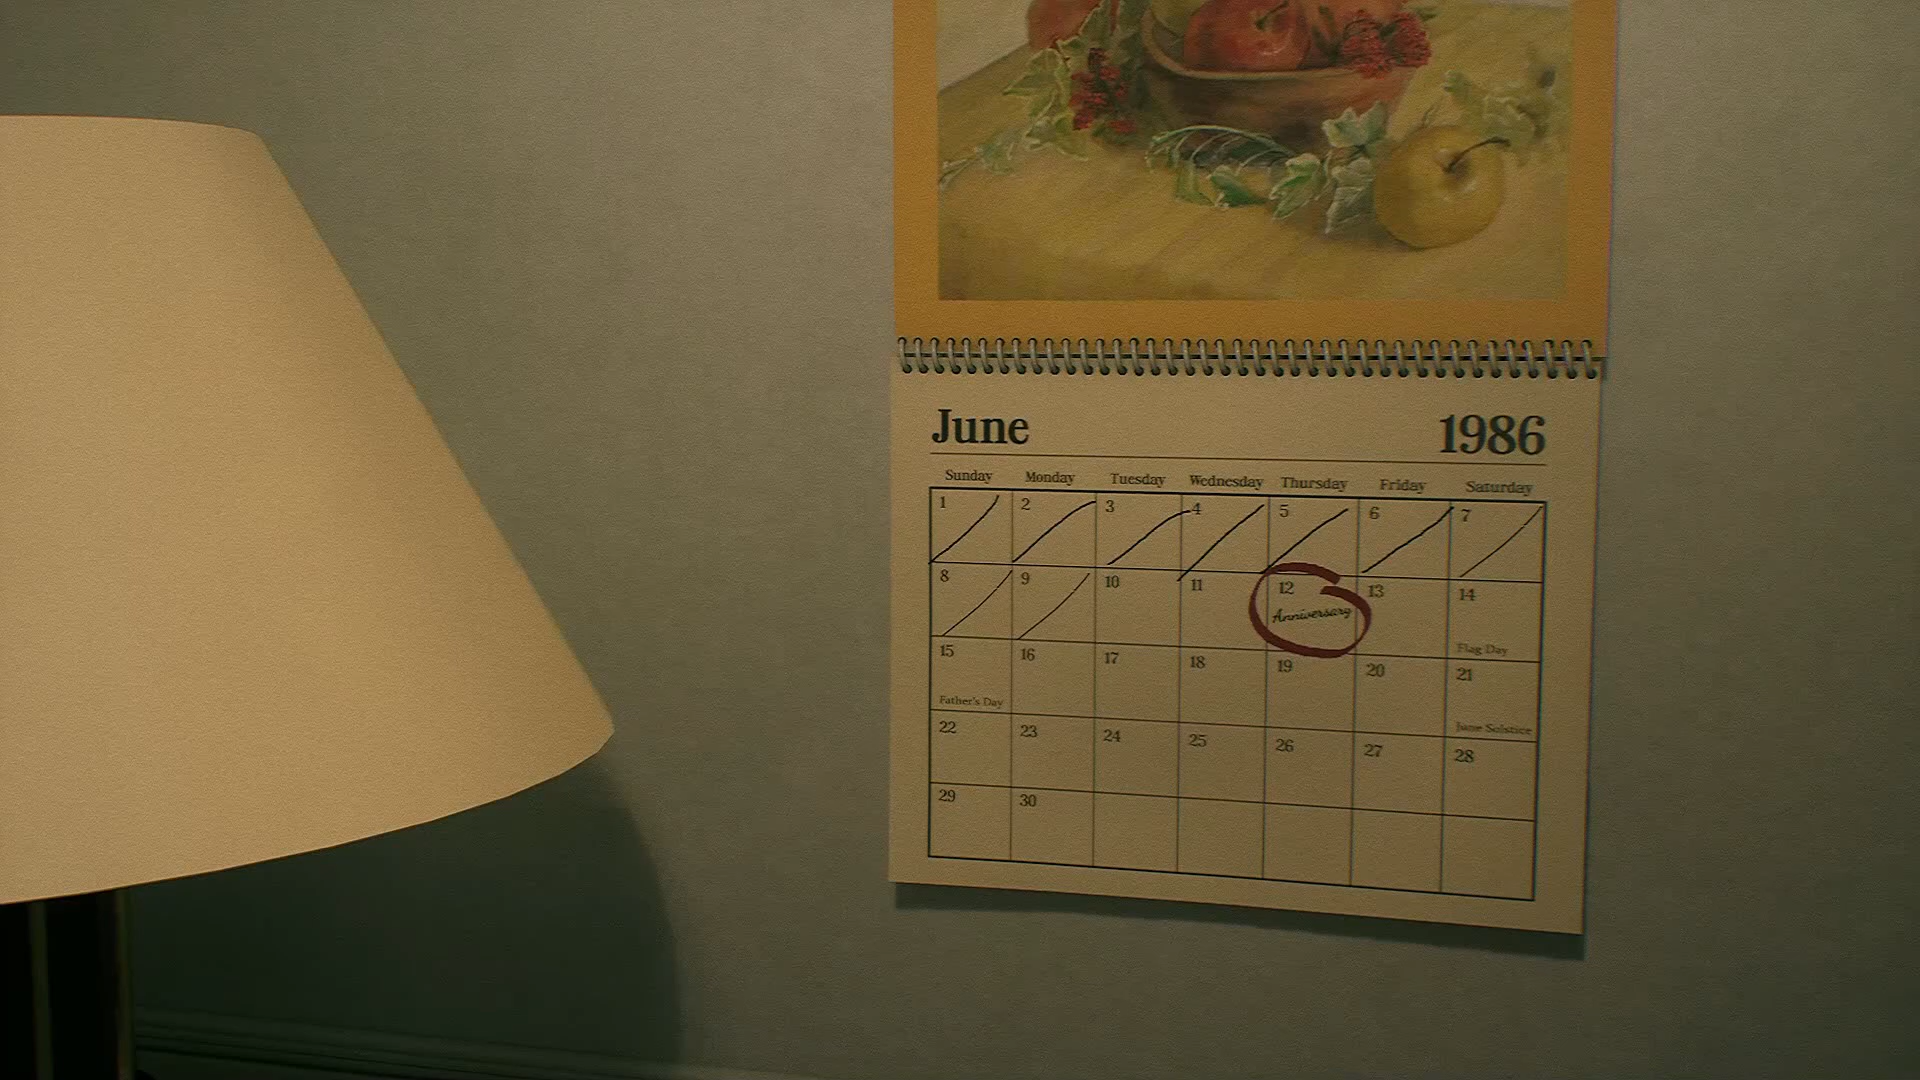 June 1986
Sunday Monday Tuesday Wednesday Thursday Friday Saturday
1 2 3 4 5 6 7
8 9 10 11 12 13 14
Anniversary
Flag Day
15 16 17 18 19 20 21
Father's Day
June Solstice
22 23 24 25 26 27 28
29 30